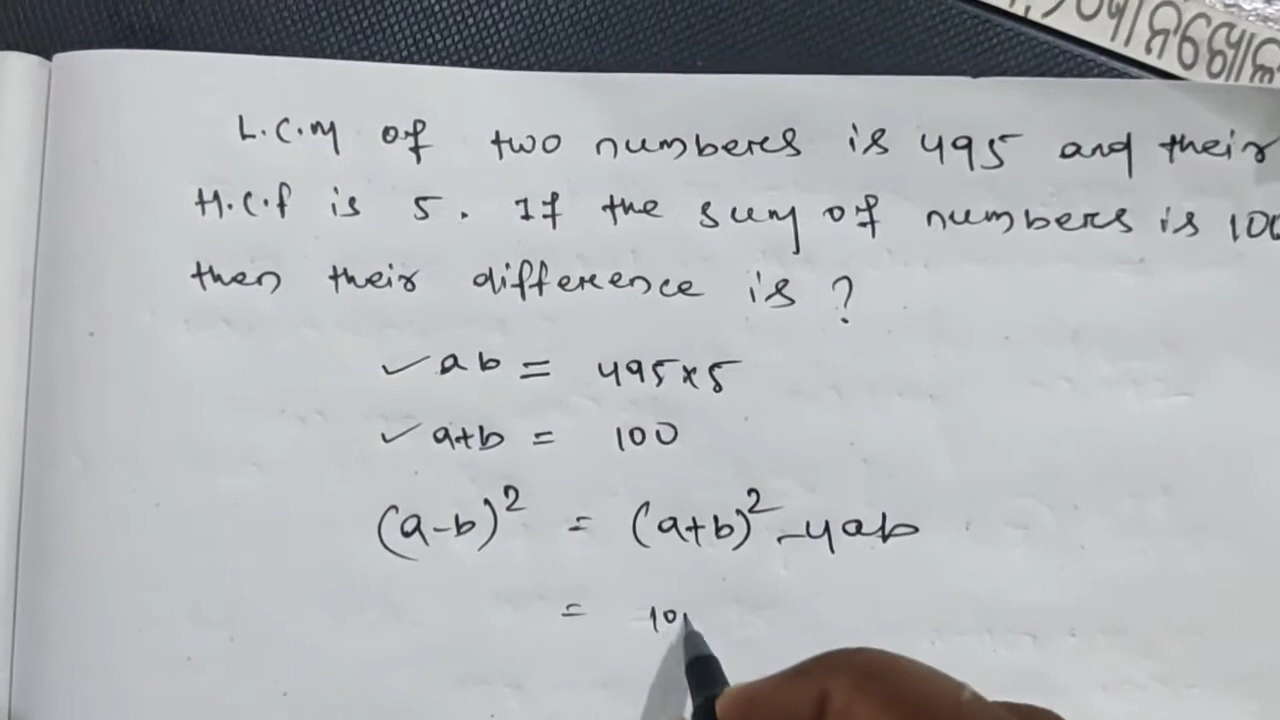 L.C.M of two numbers is 495 and their
H.C.f is 5. If the sum of numbers is 100
then their difference is ?
✓ ab = 495×5
✓ a+b = 100
(a-b)² = (a+b)² -4ab
= 10